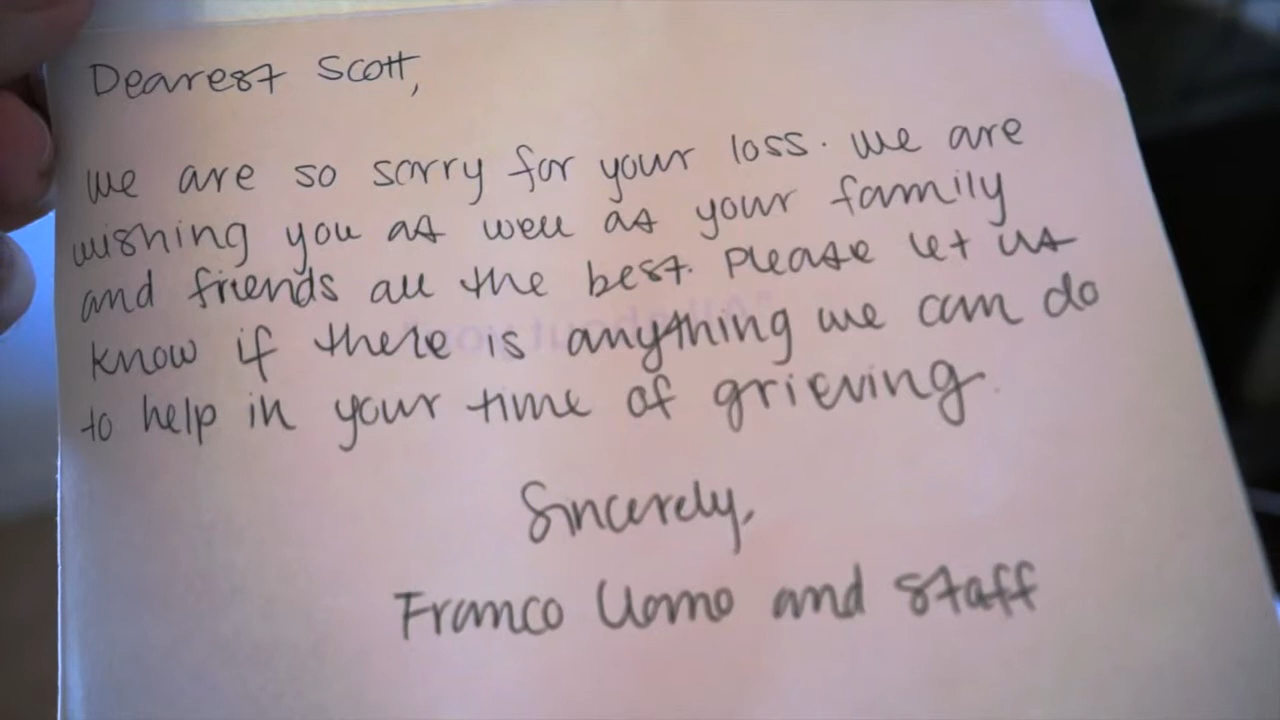 Dearest Scott,
We are so sorry for your loss. We are
wishing you as well as your family
and friends all the best. Please let us
know if there is anything we can do
to help in your time of grieving.
Sincerely,
Franco Uomo and Staff